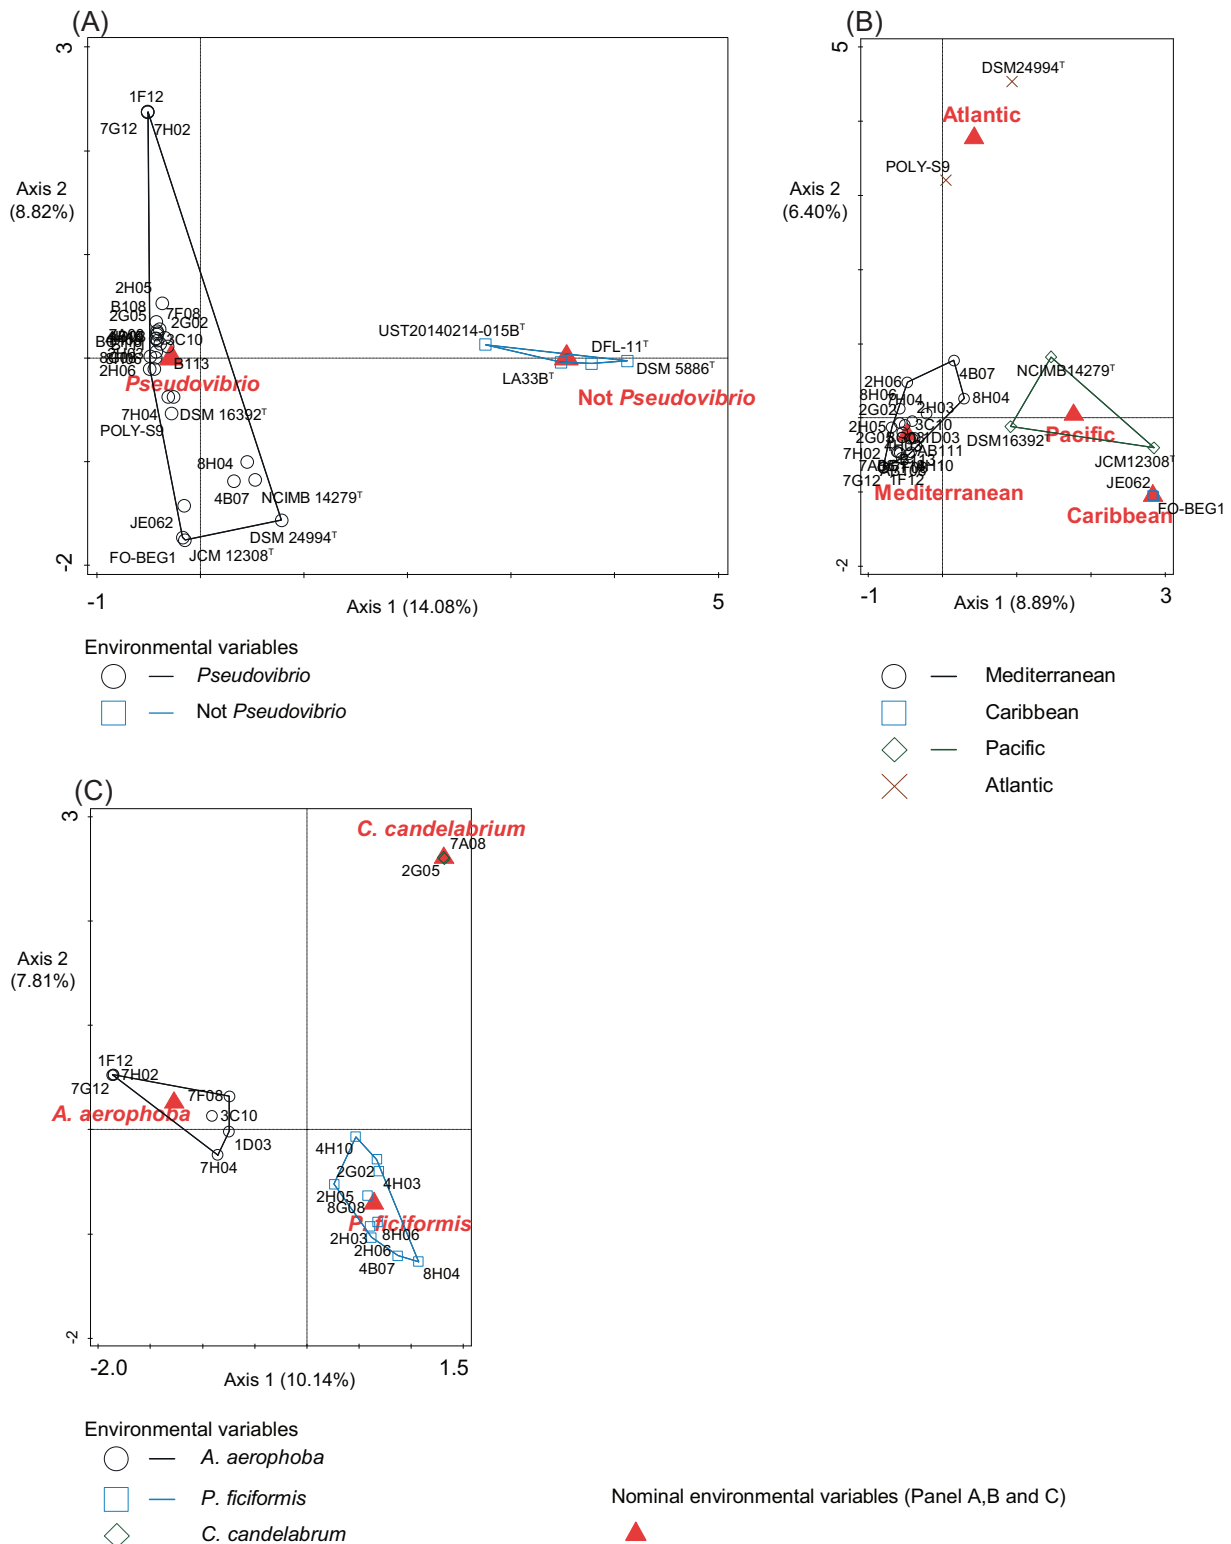 (A)
3
1F12
7G12
7H02
Axis 2
(8.82%)
2H05
B108
7F08
2G05
2G02
3C10
2H06
B113
Pseudovibrio
7H04
DSM 16392T
POLY-S9
8H04
4B07
NCIMB 14279T
JE062
DSM 24994T
FO-BEG1
JCM 12308T
-2
UST20140214-015BT
DFL-11T
LA33BT
DSM 5886T
Not Pseudovibrio
-1
Axis 1 (14.08%)
5
Environmental variables
Pseudovibrio
Not Pseudovibrio
(B)
5
DSM24994T
Atlantic
POLY-S9
Axis 2
(6.40%)
NCIMB14279T
2H06
4B07
8H06
7H04
8H04
2G02
2H03
2H05
3C10
2G05
1D03
DSM16392T
Pacific
7H02
AB111
JCM12308T
7G12
1F12
JE062
Mediterranean
FO-BEG1
Caribbean
-2
-1
Axis 1 (8.89%)
3
Mediterranean
Caribbean
Pacific
Atlantic
(C)
3
C. candelabrium
7A08
2G05
Axis 2
(7.81%)
1F12
7H02
7G12
7F08
A. aerophoba
3C10
1D03
7H04
4H10
2G02
4H03
2H05
8G08
P. ficiformis
2H03
8H06
2H06
4B07
8H04
-2
-2.0
Axis 1 (10.14%)
1.5
Environmental variables
A. aerophoba
P. ficiformis
C. candelabrum
Nominal environmental variables (Panel A,B and C)